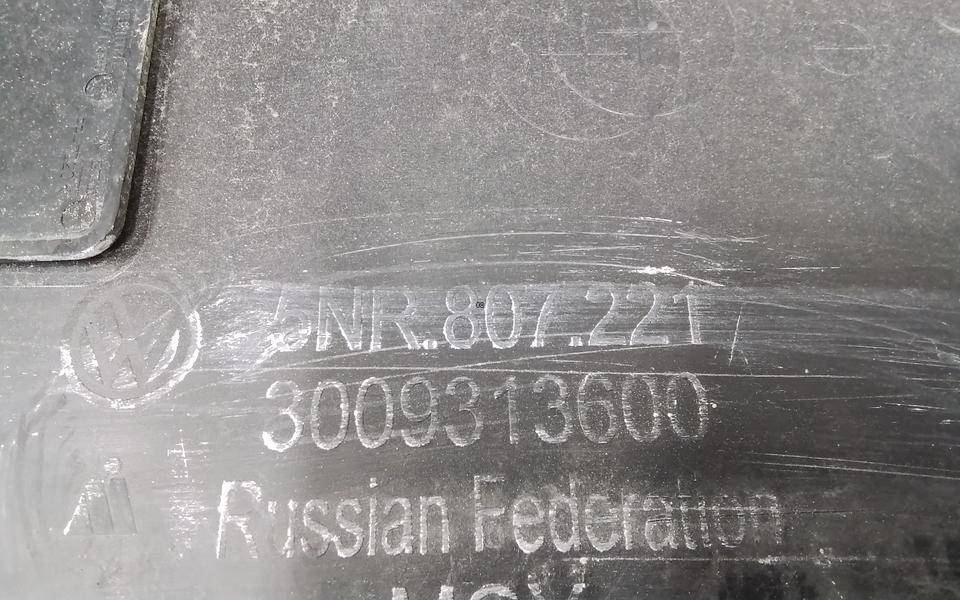 5NR.807.221
3009313600
Russian Federation